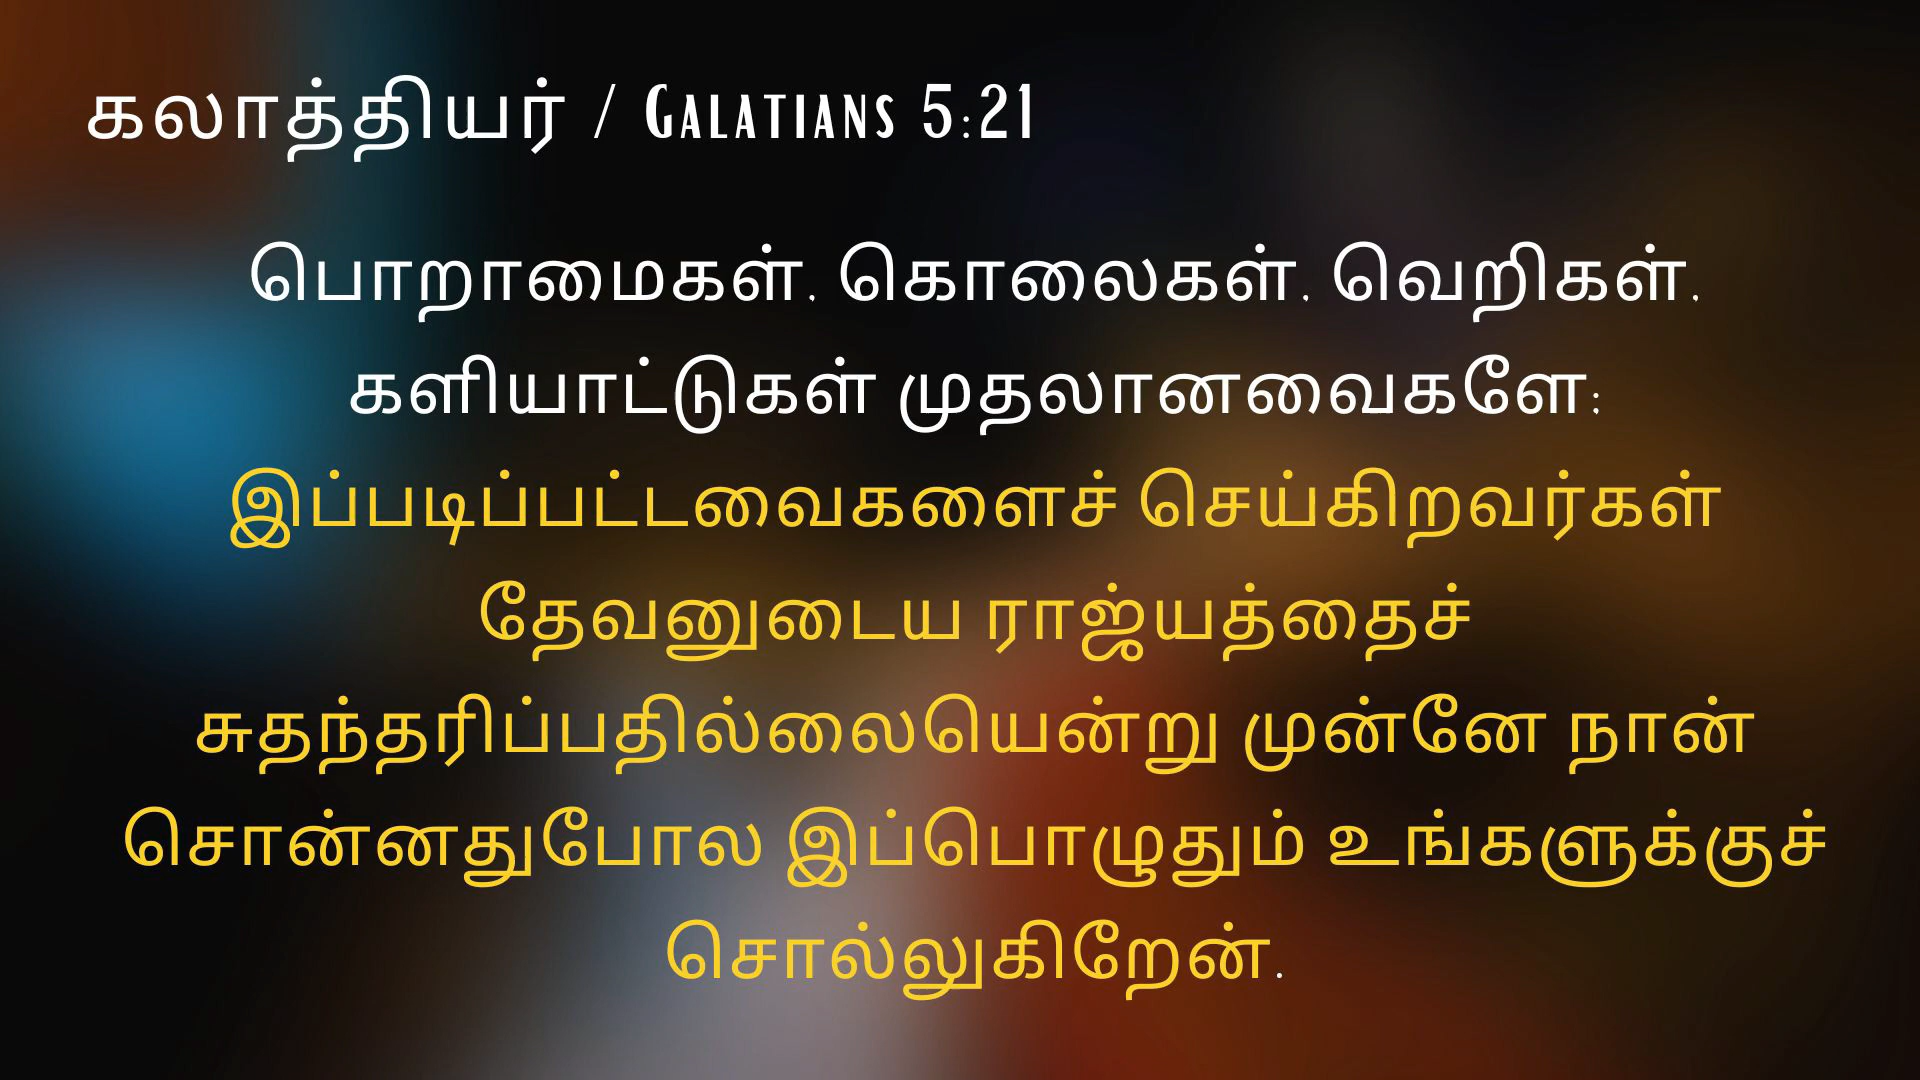 கலாத்தியர் / GALATIANS 5:21
பொறாமைகள், கொலைகள், வெறிகள்,
களியாட்டுகள் முதலானவைகளே;
இப்படிப்பட்டவைகளைச் செய்கிறவர்கள்
தேவனுடைய ராஜ்யத்தைச்
சுதந்தரிப்பதில்லையென்று முன்னே நான்
சொன்னதுபோல இப்பொழுதும் உங்களுக்குச்
சொல்லுகிறேன்.